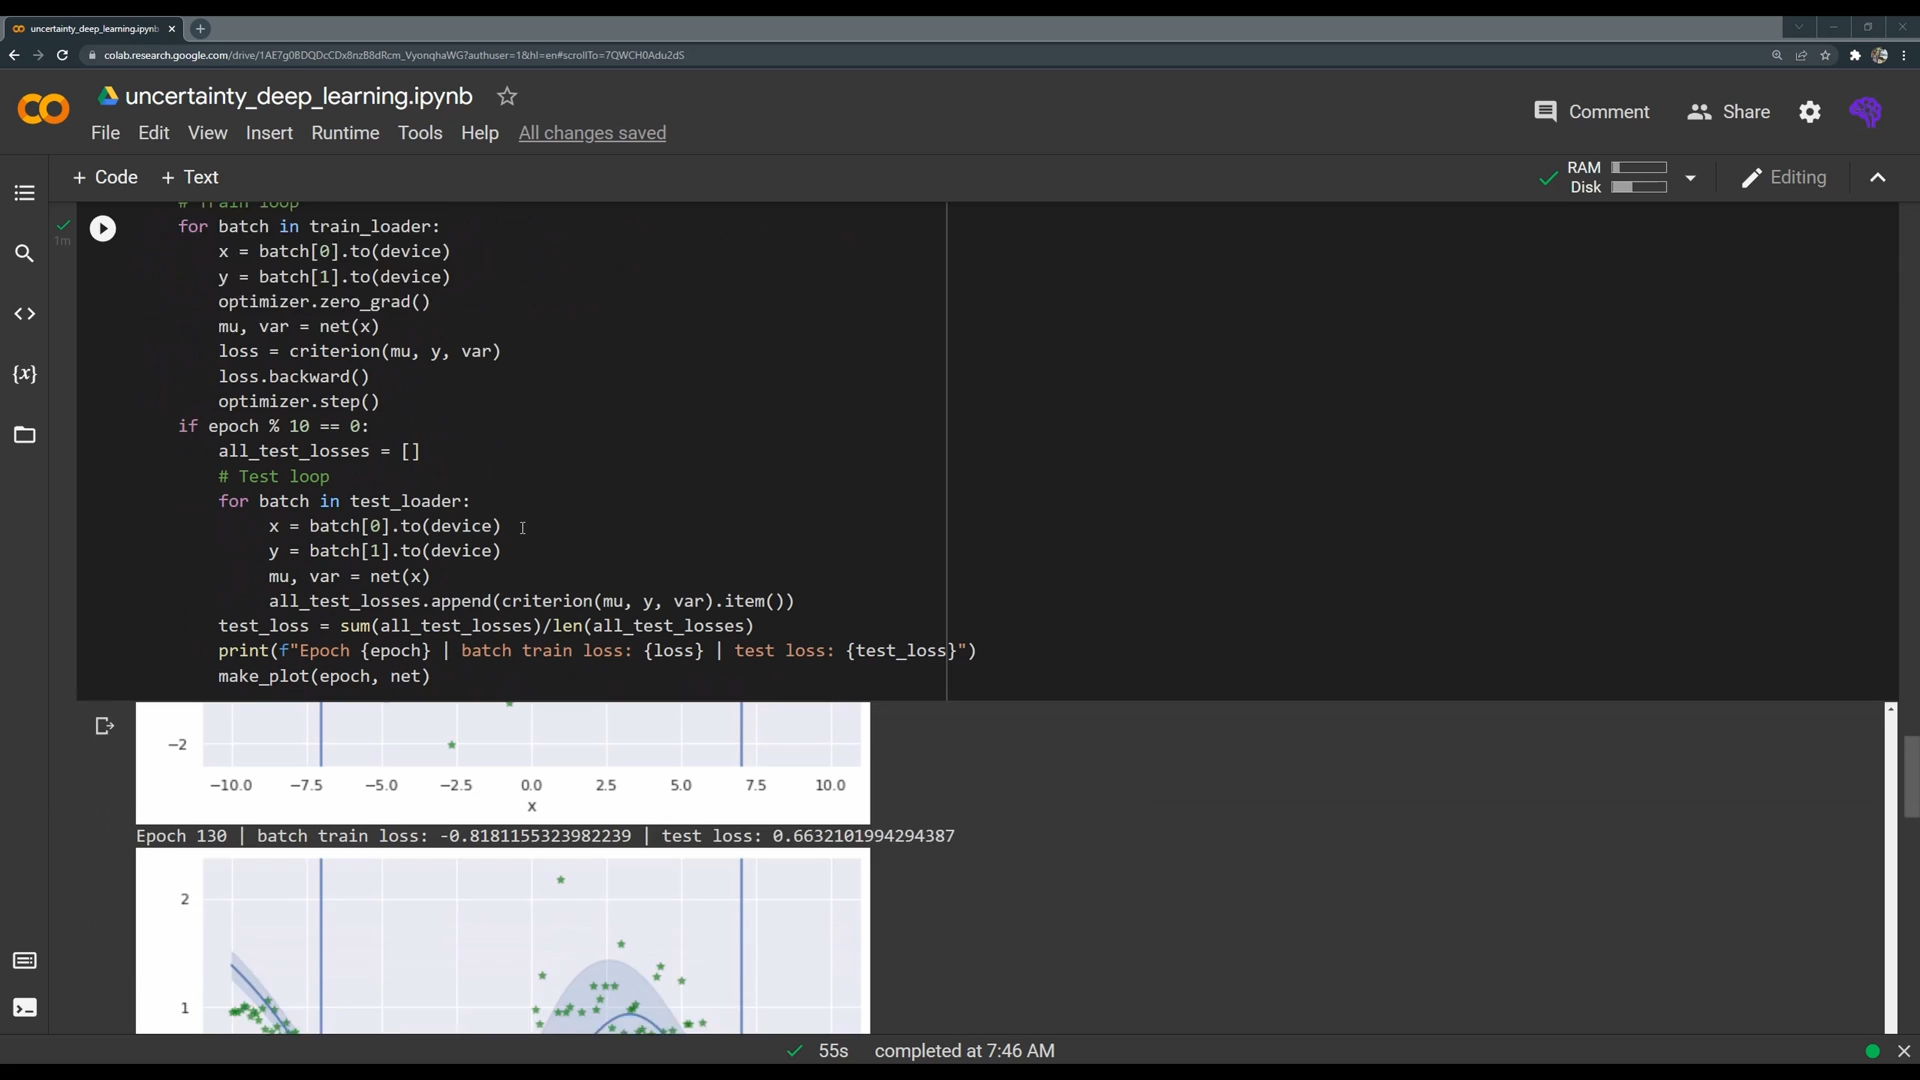 uncertainty_deep_learning.ipynb
colab.research.google.com/drive/1AE7g0BDQDcCDx8nzB8dRcm_VyonqhaWG?authuser=1&hl=en#scrollTo=7QWCH0Adu2dS
uncertainty_deep_learning.ipynb
Comment
Share
File Edit View Insert Runtime Tools Help All changes saved
+ Code + Text
RAM
Disk
Editing
# Train loop
1m
for batch in train_loader:
x = batch[0].to(device)
y = batch[1].to(device)
optimizer.zero_grad()
mu, var = net(x)
loss = criterion(mu, y, var)
loss.backward()
optimizer.step()
if epoch % 10 == 0:
all_test_losses = []
# Test loop
for batch in test_loader:
x = batch[0].to(device)
y = batch[1].to(device)
mu, var = net(x)
all_test_losses.append(criterion(mu, y, var).item())
test_loss = sum(all_test_losses)/len(all_test_losses)
print(f"Epoch {epoch} | batch train loss: {loss} | test loss: {test_loss}")
make_plot(epoch, net)
−2
−10.0 −7.5 −5.0 −2.5 0.0 2.5 5.0 7.5 10.0
x
Epoch 130 | batch train loss: -0.8181155323982239 | test loss: 0.6632101994294387
2
1
55s completed at 7:46 AM